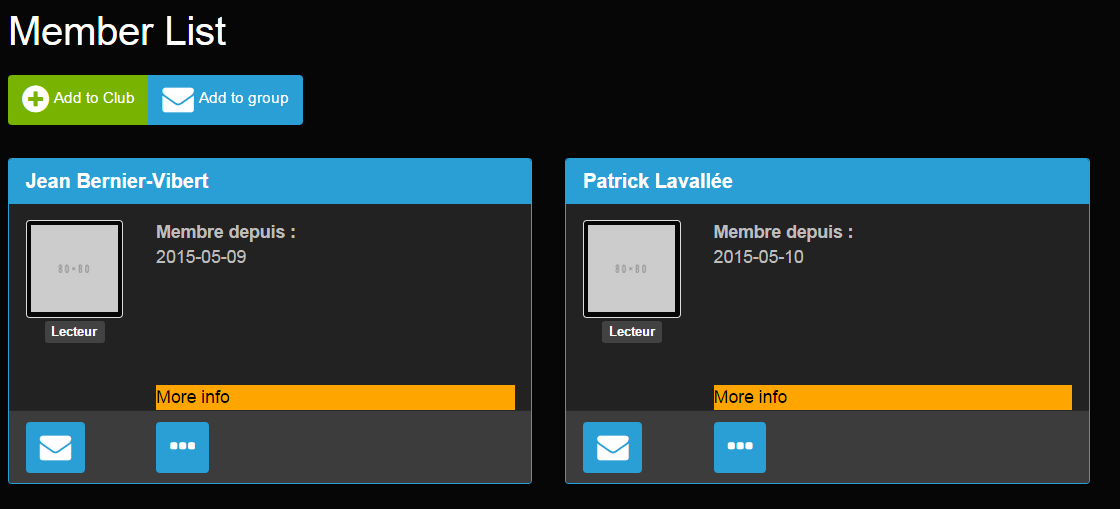 Member List
Add to Club
Add to group
Jean Bernier-Vibert
Membre depuis :
2015-05-09
80×80
Lecteur
More info
Patrick Lavallée
Membre depuis :
2015-05-10
80×80
Lecteur
More info